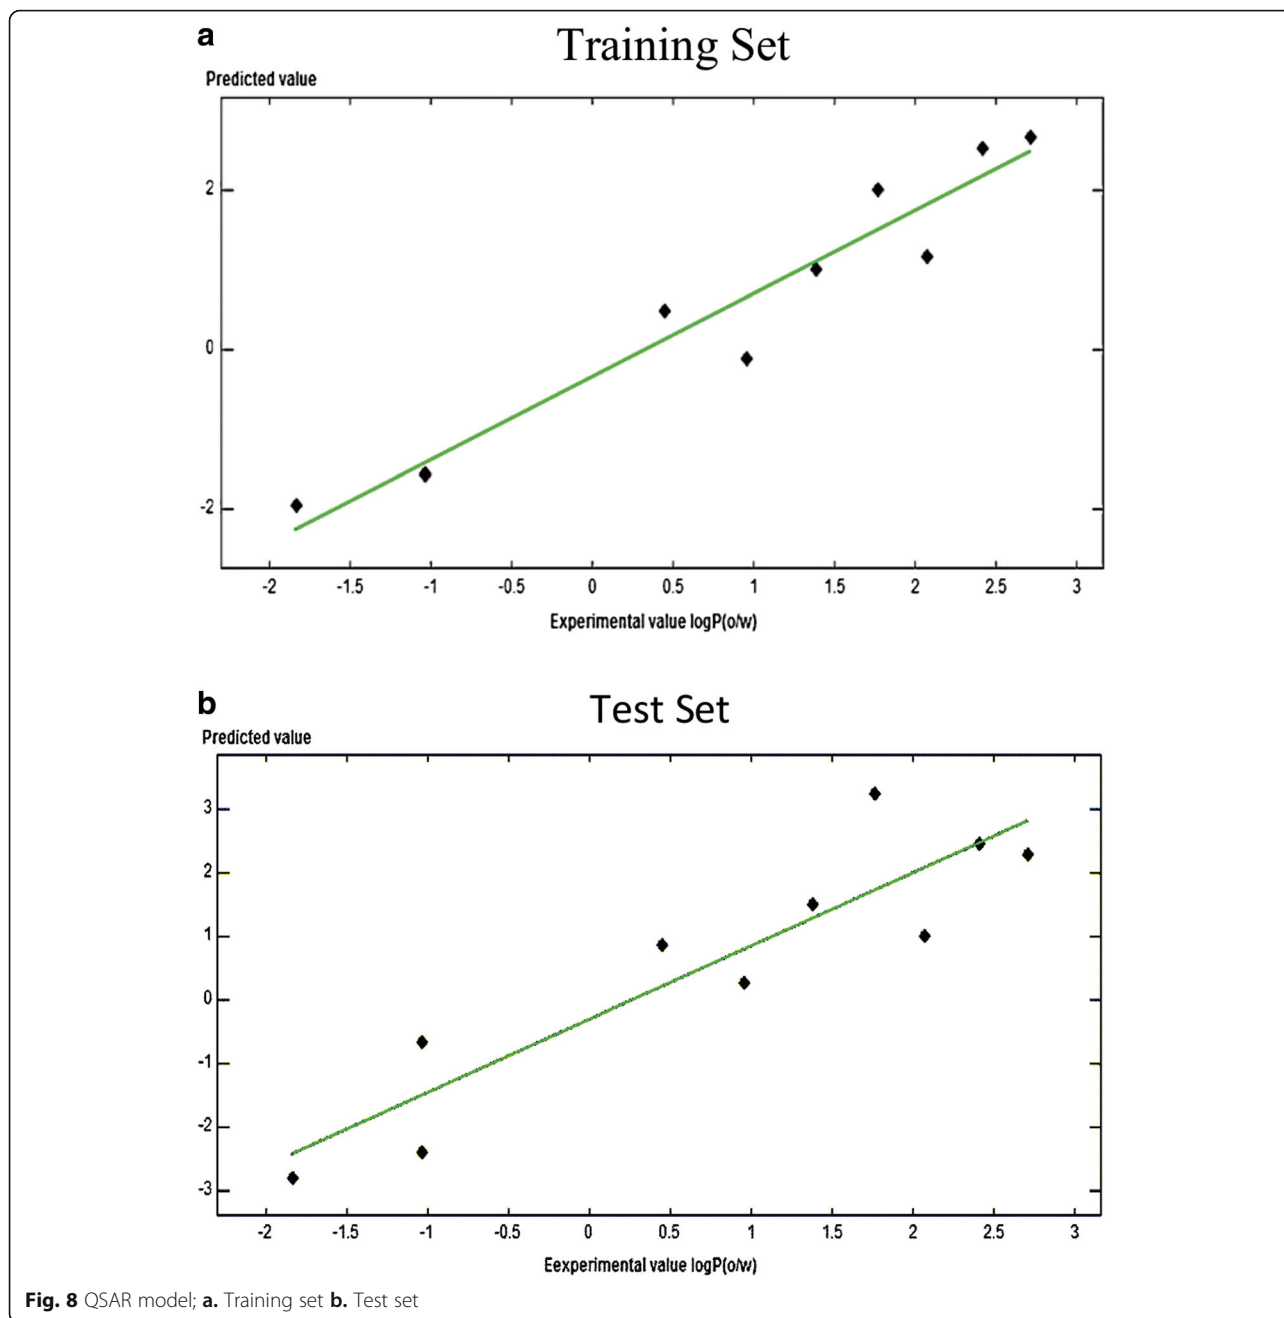 a
Training Set
Predicted value
2
0
-2
-2 -1.5 -1 -0.5 0 0.5 1 1.5 2 2.5 3
Experimental value logP(o/w)
b
Test Set
Predicted value
3
2
1
0
-1
-2
-3
-2 -1.5 -1 -0.5 0 0.5 1 1.5 2 2.5 3
Eexperimental value logP(o/w)
Fig. 8 QSAR model; a. Training set b. Test set